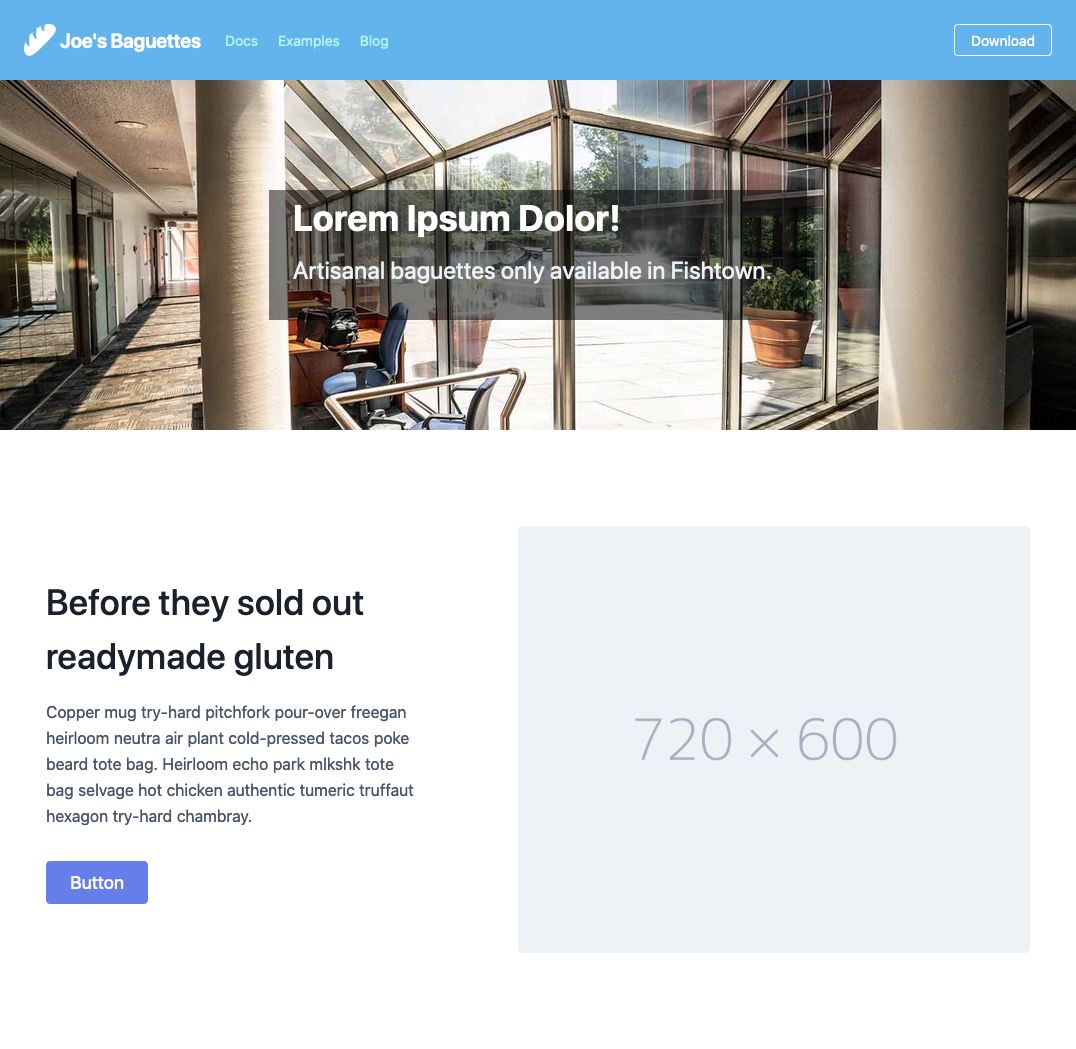 Joe's Baguettes Docs Examples Blog Download
Lorem Ipsum Dolor!
Artisanal baguettes only available in Fishtown.
Before they sold out
readymade gluten
Copper mug try-hard pitchfork pour-over freegan
heirloom neutra air plant cold-pressed tacos poke
beard tote bag. Heirloom echo park mlkshk tote
bag selvage hot chicken authentic tumeric truffaut
hexagon try-hard chambray.
Button
720 × 600